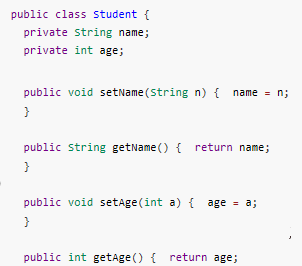 public class Student {
private String name;
private int age;
public void setName(String n) { name = n;
}
public String getName() { return name;
}
public void setAge(int a) { age = a;
}
,
public int getAge() { return age;